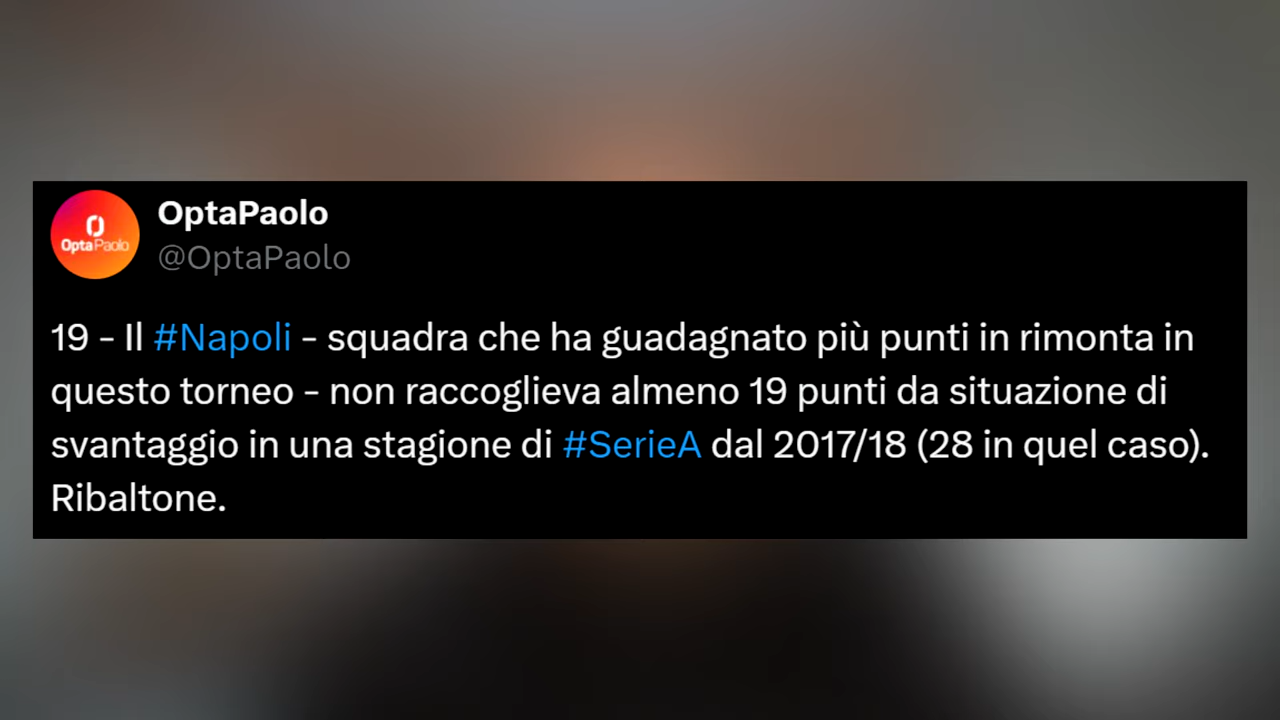 OptaPaolo
OptaPaolo
@OptaPaolo
19 - Il #Napoli - squadra che ha guadagnato più punti in rimonta in
questo torneo - non raccoglieva almeno 19 punti da situazione di
svantaggio in una stagione di #SerieA dal 2017/18 (28 in quel caso).
Ribaltone.